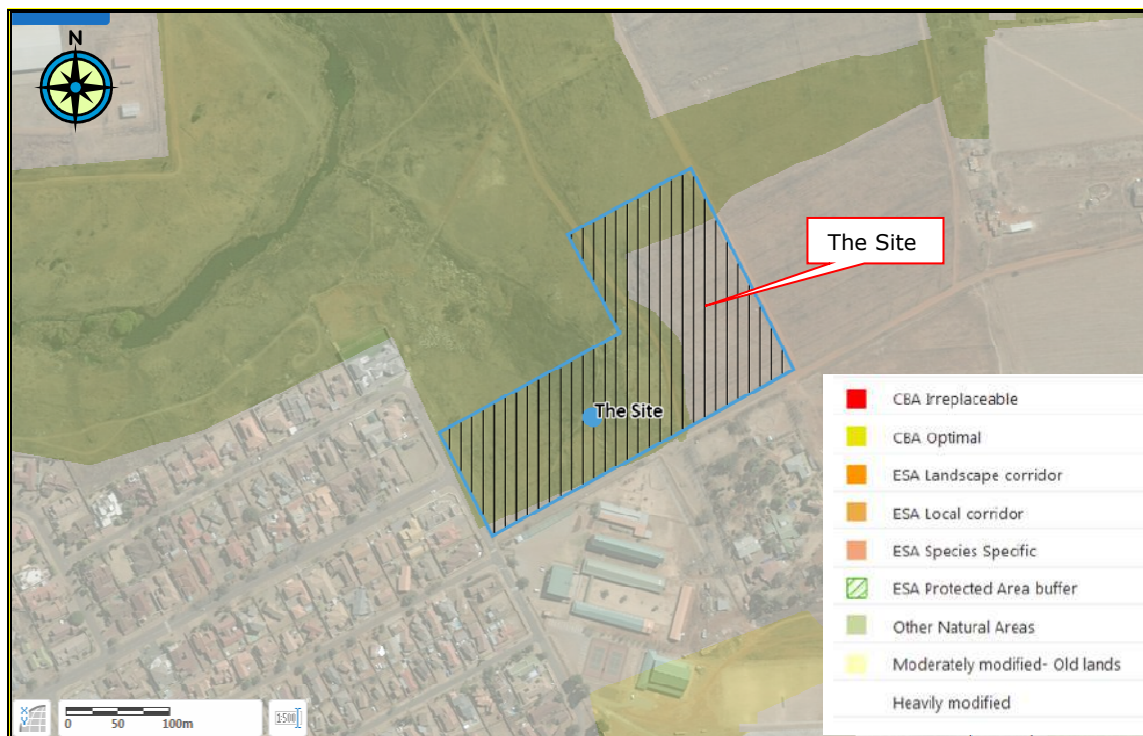 N
The Site
The Site
CBA Irreplaceable
CBA Optimal
ESA Landscape corridor
ESA Local corridor
ESA Species Specific
ESA Protected Area buffer
Other Natural Areas
Moderately modified- Old lands
Heavily modified
X
Y
0 50 100m